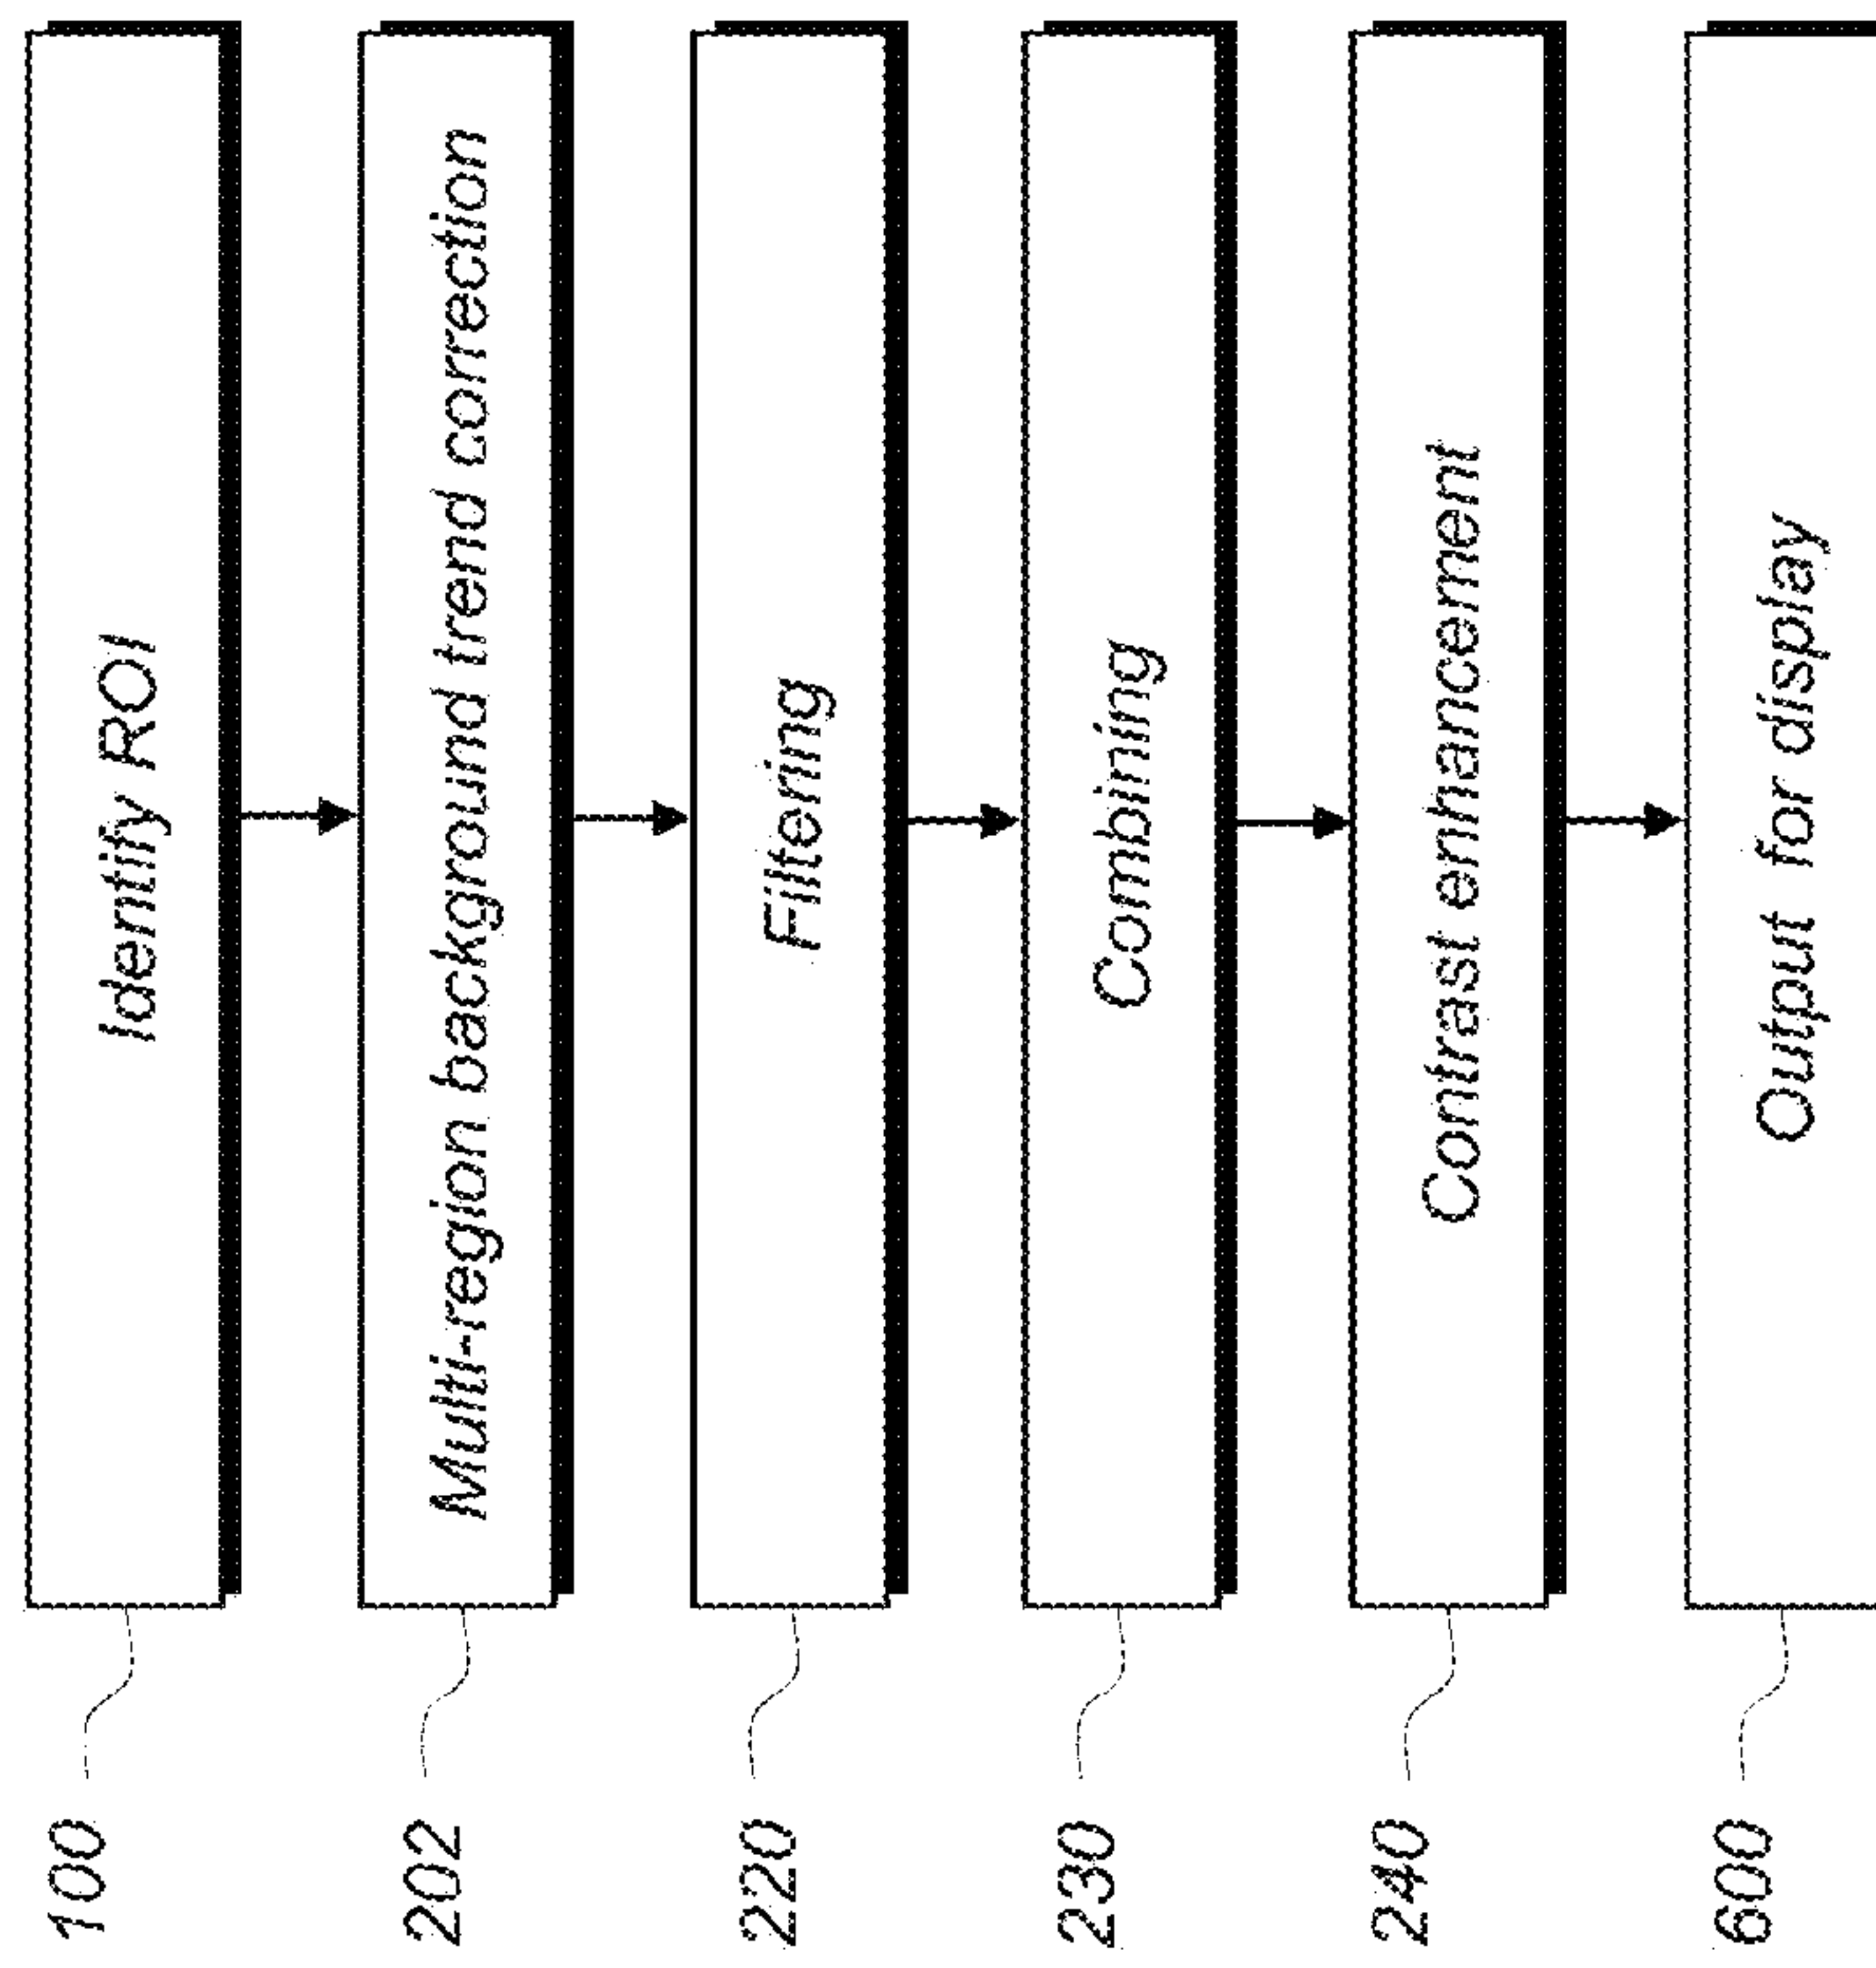 100 Identify ROI
202 Multi-region background trend correction
220 Filtering
230 Combining
240 Contrast enhancement
600 Output for display